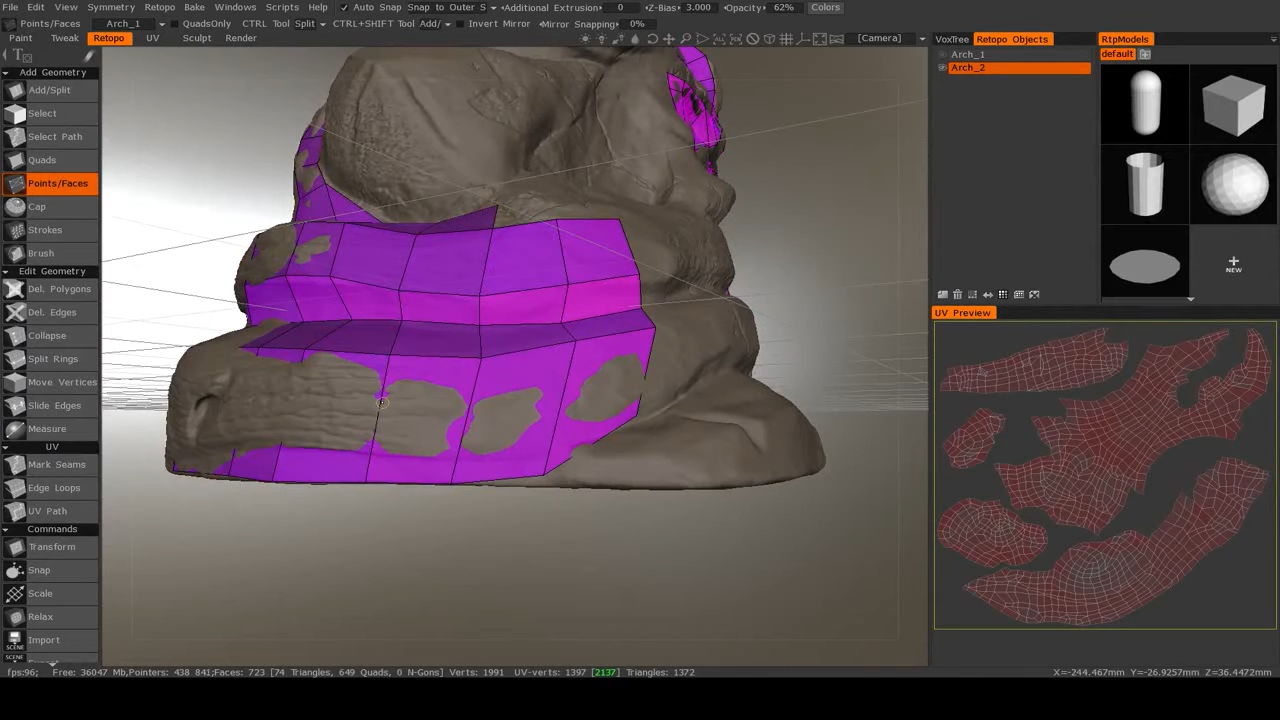 File Edit View Symmetry Retopo Bake Windows Scripts Help Auto Snap Snap to Outer S Additional Extrusion 0 Z-Bias 3.000 Opacity 62% Colors
Points/Faces Arch_1 QuadsOnly CTRL Tool Split CTRL+SHIFT Tool Add/ Invert Mirror Mirror Snapping 0%
Paint Tweak Retopo UV Sculpt Render [Camera] VoxTree Retopo Objects RtpModels
Arch_1
Arch_2
default
NEW
UV Preview
Add Geometry
Add/Split
Select
Select Path
Quads
Points/Faces
Cap
Strokes
Brush
Edit Geometry
Del. Polygons
Del. Edges
Collapse
Split Rings
Move Vertices
Slide Edges
Measure
UV
Mark Seams
Edge Loops
UV Path
Commands
Transform
Snap
Scale
Relax
SCENE Import
SCENE
fps:96; Free: 36047 Mb,Pointers: 438 841;Faces: 723 [74 Triangles, 649 Quads, 0 N-Gons] Verts: 1991 UV-verts: 1397 [2137] Triangles: 1372 X=-244.467mm Y=-26.9257mm Z=36.4472mm